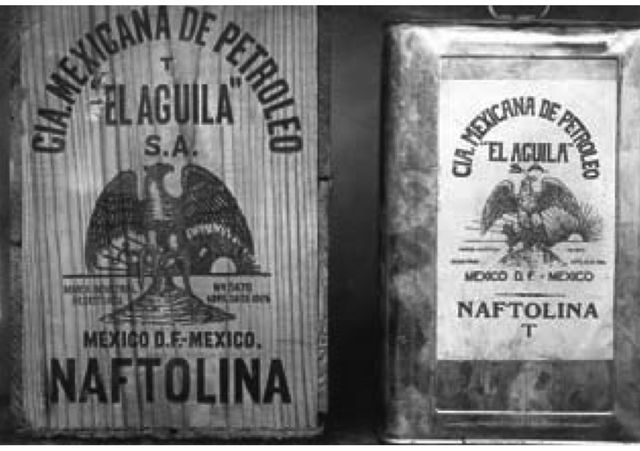 CIA. MEXICANA DE PETROLEO
T
"EL AGUILA"
S.A.
MEXICO D.F.-MEXICO.
NAFTOLINA
CIA. MEXICANA DE PETROLEO
"EL AGUILA"
S A
MEXICO D.F - MEXICO
NAFTOLINA
T